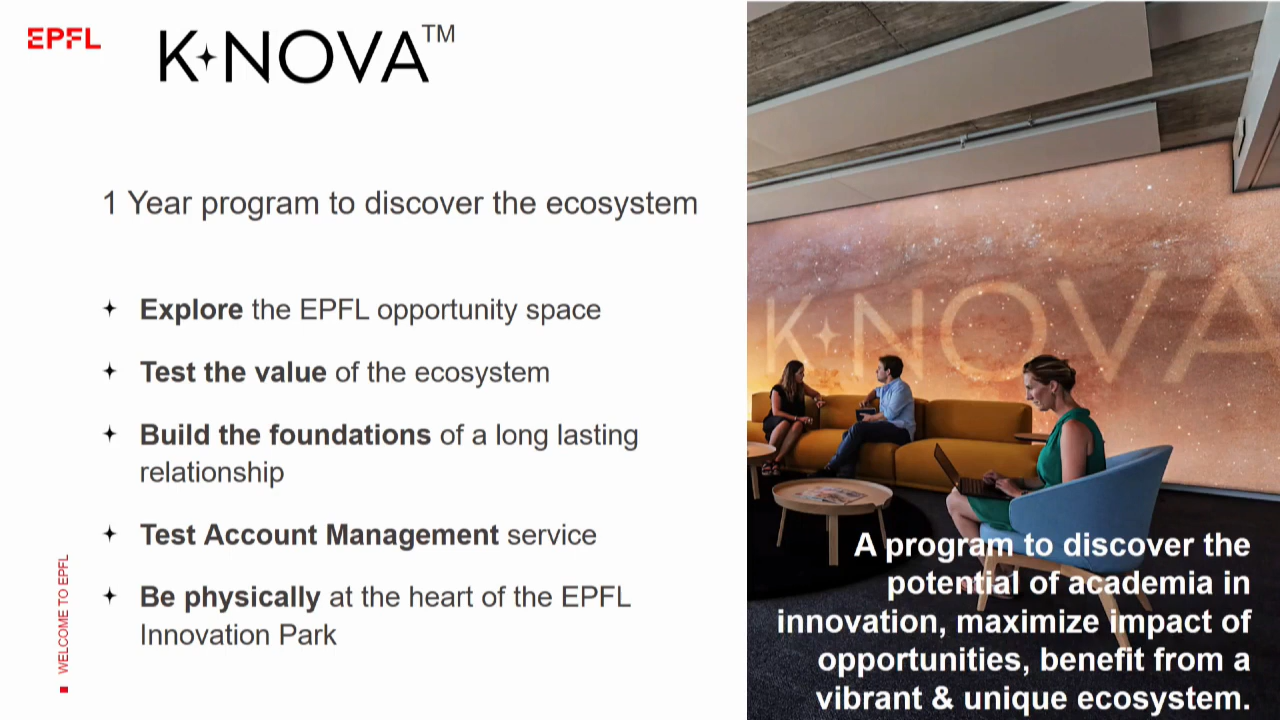 EPFL
K✦NOVA™
1 Year program to discover the ecosystem
✦ Explore the EPFL opportunity space
✦ Test the value of the ecosystem
✦ Build the foundations of a long lasting
relationship
✦ Test Account Management service
✦ Be physically at the heart of the EPFL
Innovation Park
WELCOME TO EPFL
K✦NOVA
A program to discover the
potential of academia in
innovation, maximize impact of
opportunities, benefit from a
vibrant & unique ecosystem.